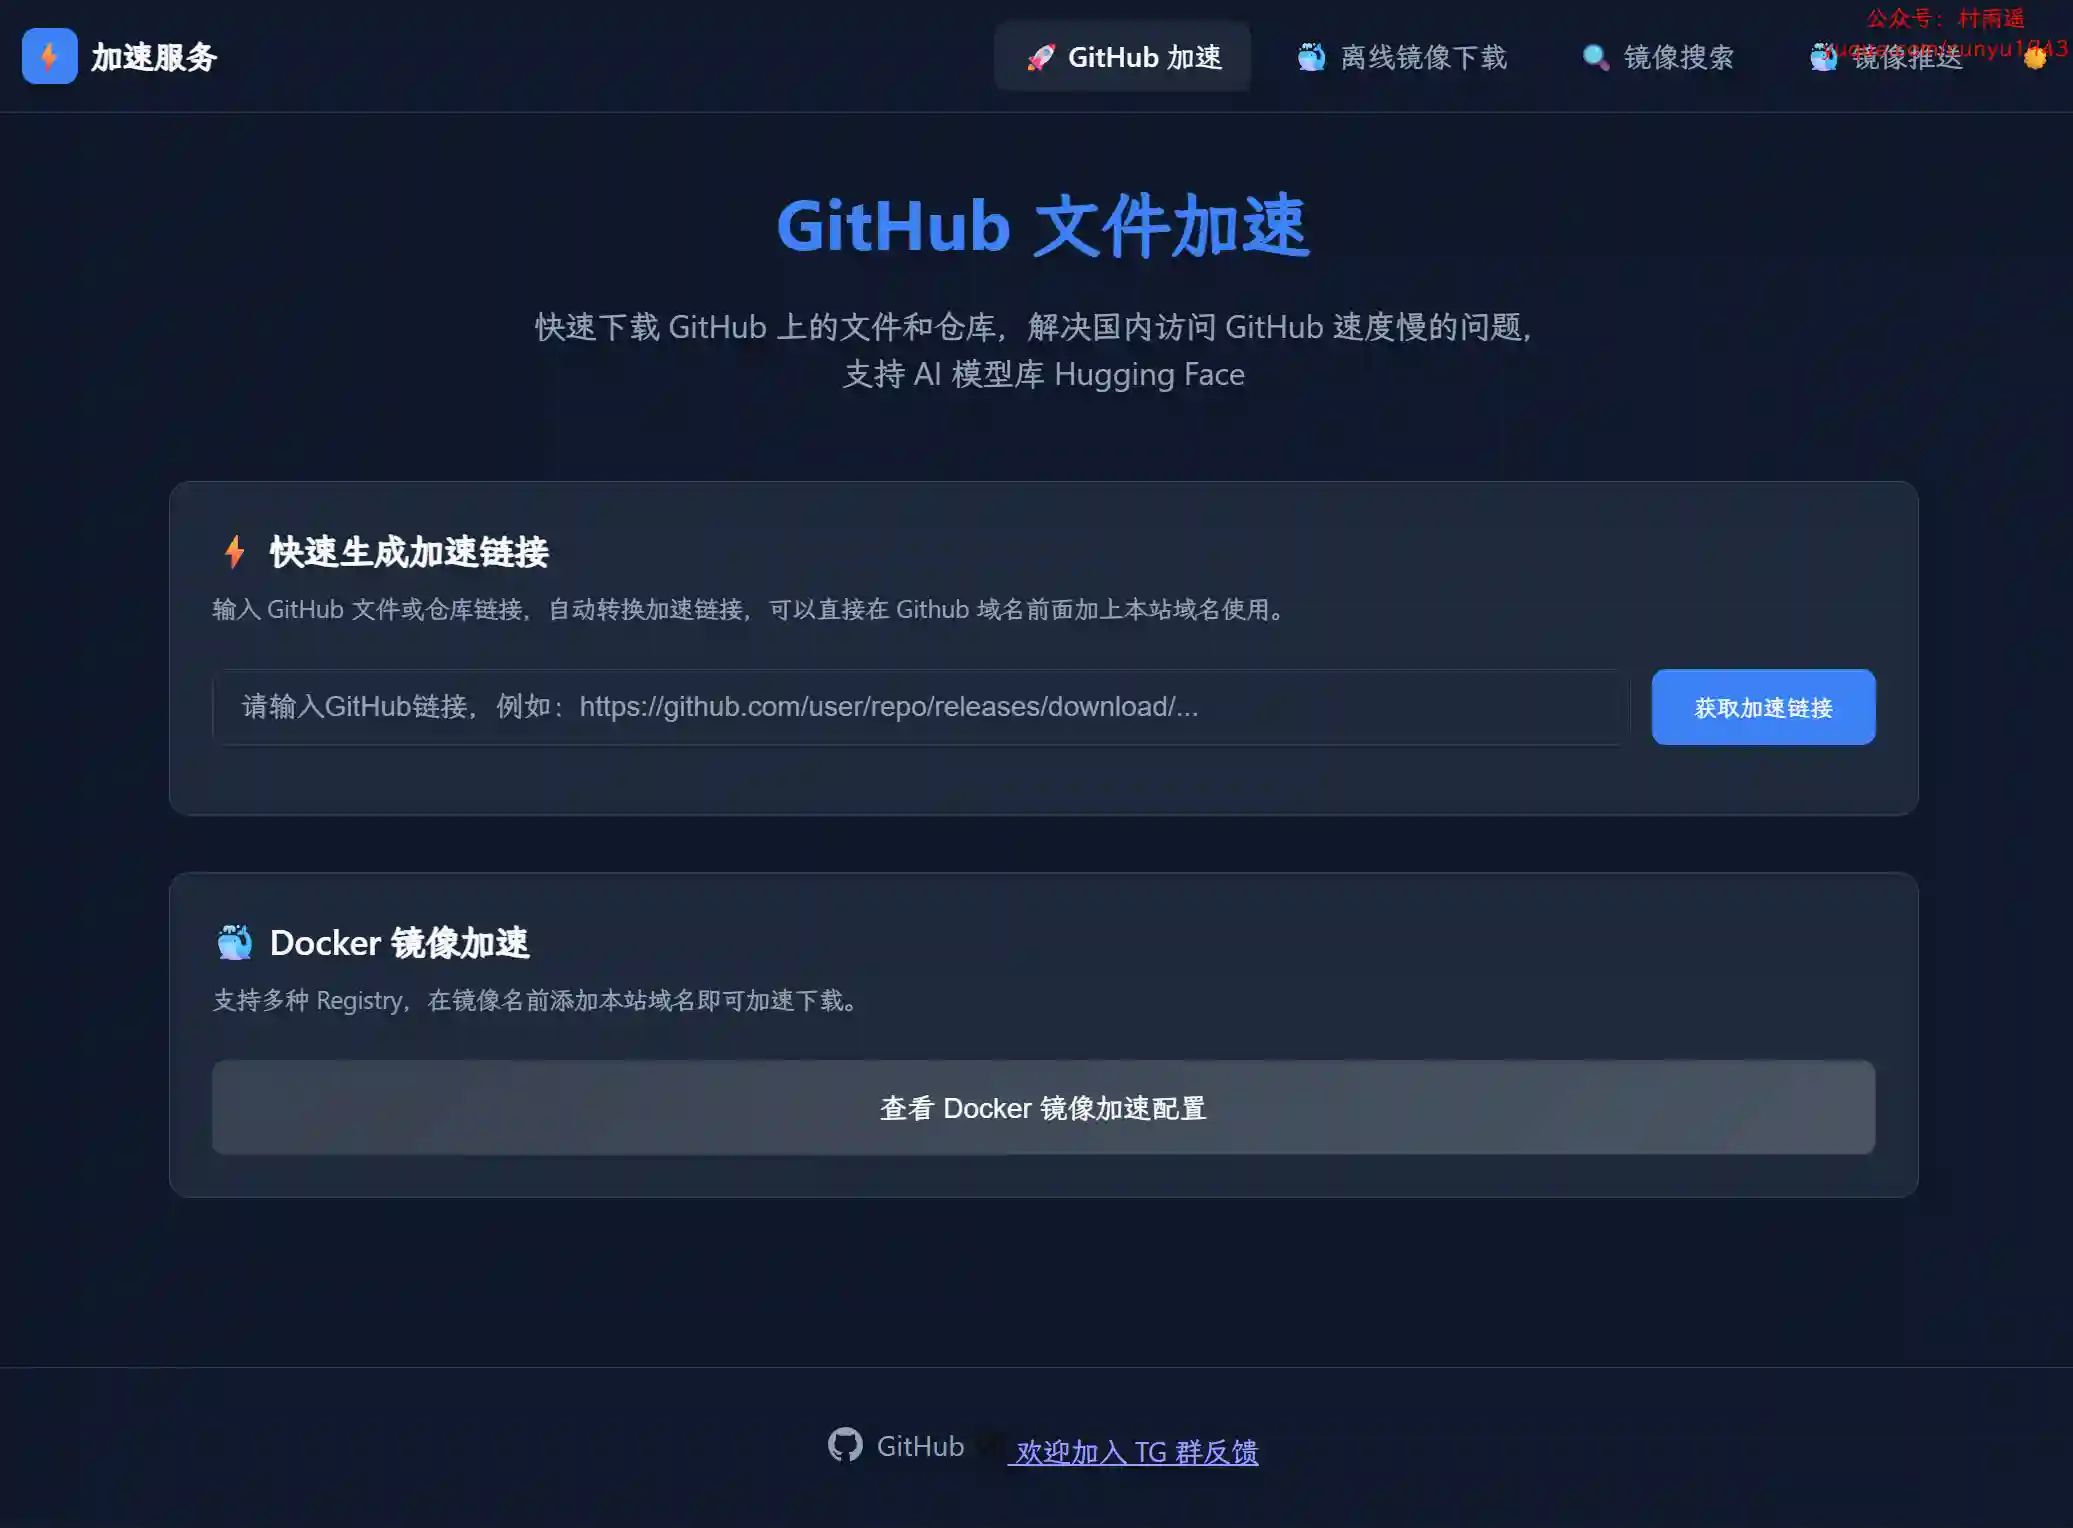 公众号：村雨遥
加速服务
GitHub 加速
离线镜像下载
镜像搜索
镜像推送
GitHub 文件加速
快速下载 GitHub 上的文件和仓库，解决国内访问 GitHub 速度慢的问题，
支持 AI 模型库 Hugging Face
快速生成加速链接
输入 GitHub 文件或仓库链接，自动转换加速链接，可以直接在 Github 域名前面加上本站域名使用。
请输入GitHub链接，例如：https://github.com/user/repo/releases/download/...
获取加速链接
Docker 镜像加速
支持多种 Registry，在镜像名前添加本站域名即可加速下载。
查看 Docker 镜像加速配置
GitHub
欢迎加入 TG 群反馈